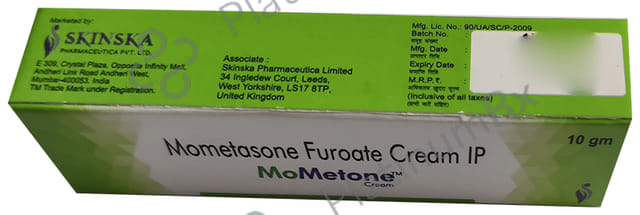 Marketed by:
SKINSKA
PHARMACEUTICA PVT. LTD.
E 309, Crystal Plaza, Opposite Infinity Mall,
Andheri Link Road Andheri West,
Mumbai-400053. India
TM Trade Mark under Registration.
Associate :
Skinska Pharmaceutica Limited
34 Ingledew Court, Leeds,
West Yorkshire, LS17 8TP,
United Kingdom
Mfg. Lic. No.: 90/UA/SC/P-2009
Batch No.
Mfg. Date
Expiry Date
M.R.P.₹.
(Inclusive of all taxes)
10 gm
Mometasone Furoate Cream IP
MoMetone™
Cream
SKINSKA
PlatinumRx